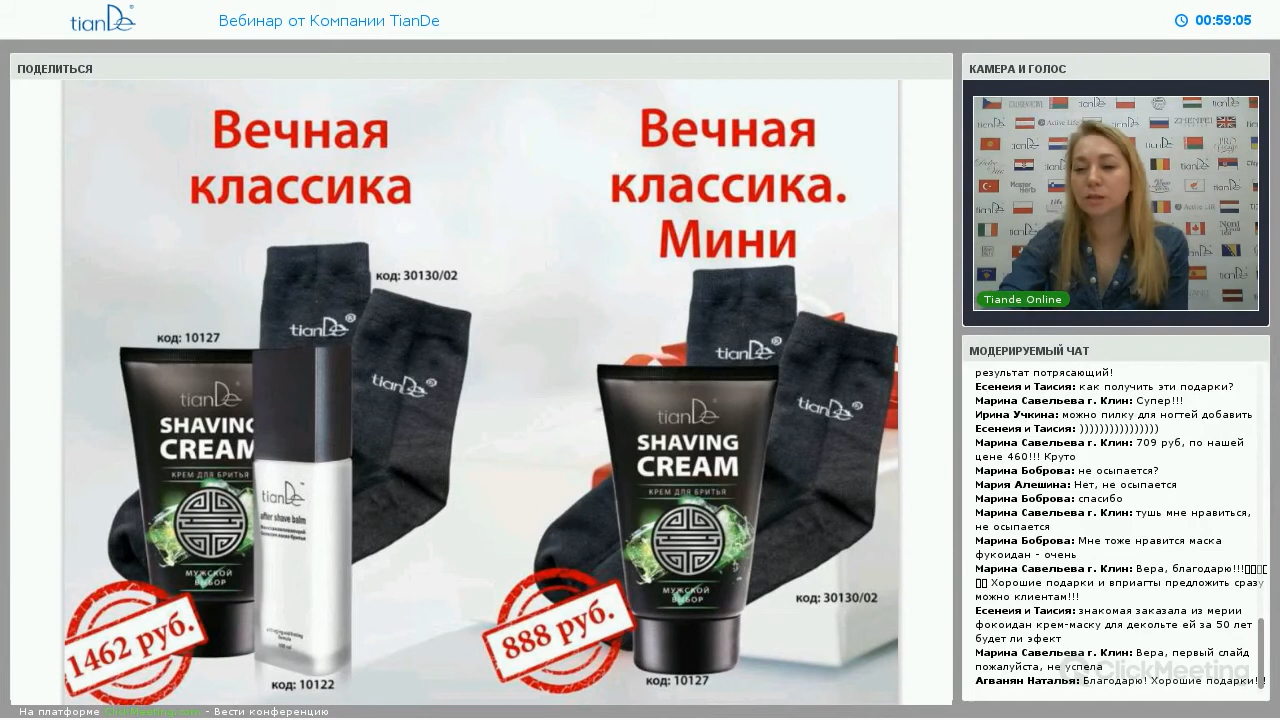 tianDe
Вебинар от Компании TianDe
00:59:05
ПОДЕЛИТЬСЯ
Вечная
классика
код: 30130/02
код: 10127
tianDe®
tianDe®
tianDe
SHAVING
CREAM
КРЕМ ДЛЯ БРИТЬЯ
МУЖСКОЙ
ВЫБОР
tianDe
after shave balm
1462 руб.
код: 10122
Вечная
классика.
Мини
tianDe®
tianDe®
tianDe
SHAVING
CREAM
КРЕМ ДЛЯ БРИТЬЯ
МУЖСКОЙ
ВЫБОР
888 руб.
код: 30130/02
код: 10127
КАМЕРА И ГОЛОС
Tiande Online
МОДЕРИРУЕМЫЙ ЧАТ
результат потрясающий!
Есенеия и Таисия: как получить эти подарки?
Марина Савельева г. Клин: Супер!!!
Ирина Учкина: можно пилку для ногтей добавить
Есенеия и Таисия: ))))))))))))))))
Марина Савельева г. Клин: 709 руб, по нашей
цене 460!!! Круто
Марина Боброва: не осыпается?
Мария Алешина: Нет, не осыпается
Марина Боброва: спасибо
Марина Савельева г. Клин: тушь мне нравиться,
не осыпается
Марина Боброва: Мне тоже нравится маска
фукоидан - очень
Марина Савельева г. Клин: Вера, благодарю!!!
Хорошие подарки и вприаты предложить сразу
можно клиентам!!!
Есенеия и Таисия: знакомая заказала из мерии
фокоидан крем-маску для декольте ей за 50 лет
будет ли эфект
Марина Савельева г. Клин: Вера, первый слайд
пожалуйста, не успела
Агванян Наталья: Благодарю! Хорошие подарки!!!
ClickMeeting
На платформе ClickMeeting.com - Вести конференцию